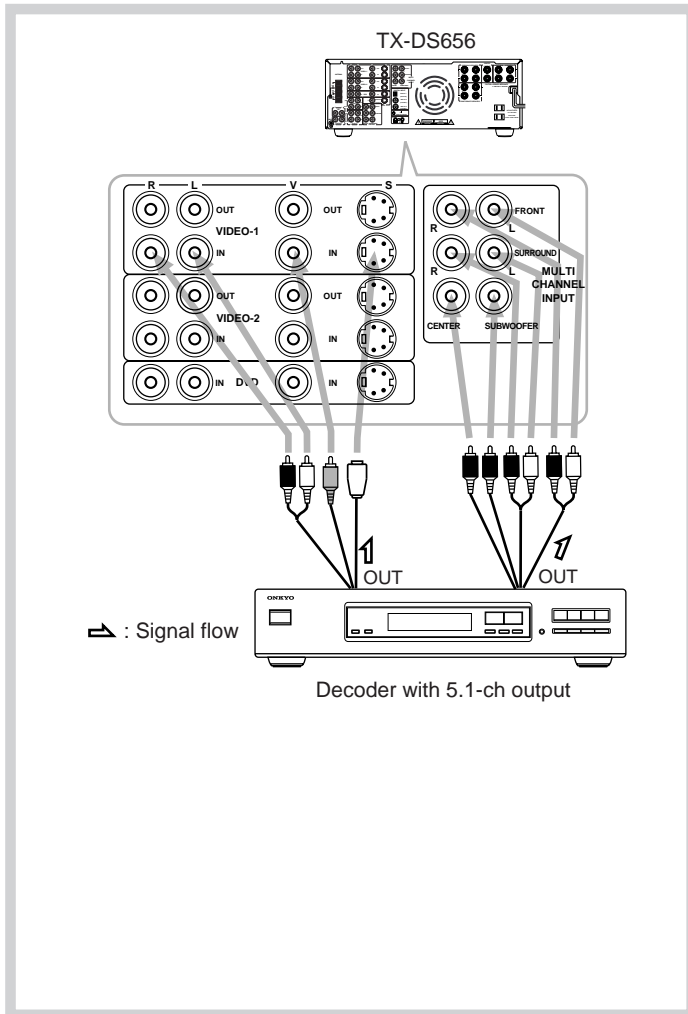 TX-DS656
R L V S
OUT OUT FRONT
R L
VIDEO-1
IN IN SURROUND
R L MULTI
CHANNEL
OUT OUT INPUT
VIDEO-2
CENTER SUBWOOFER
IN IN
IN DVD IN
OUT OUT
ONKYO
: Signal flow
Decoder with 5.1-ch output